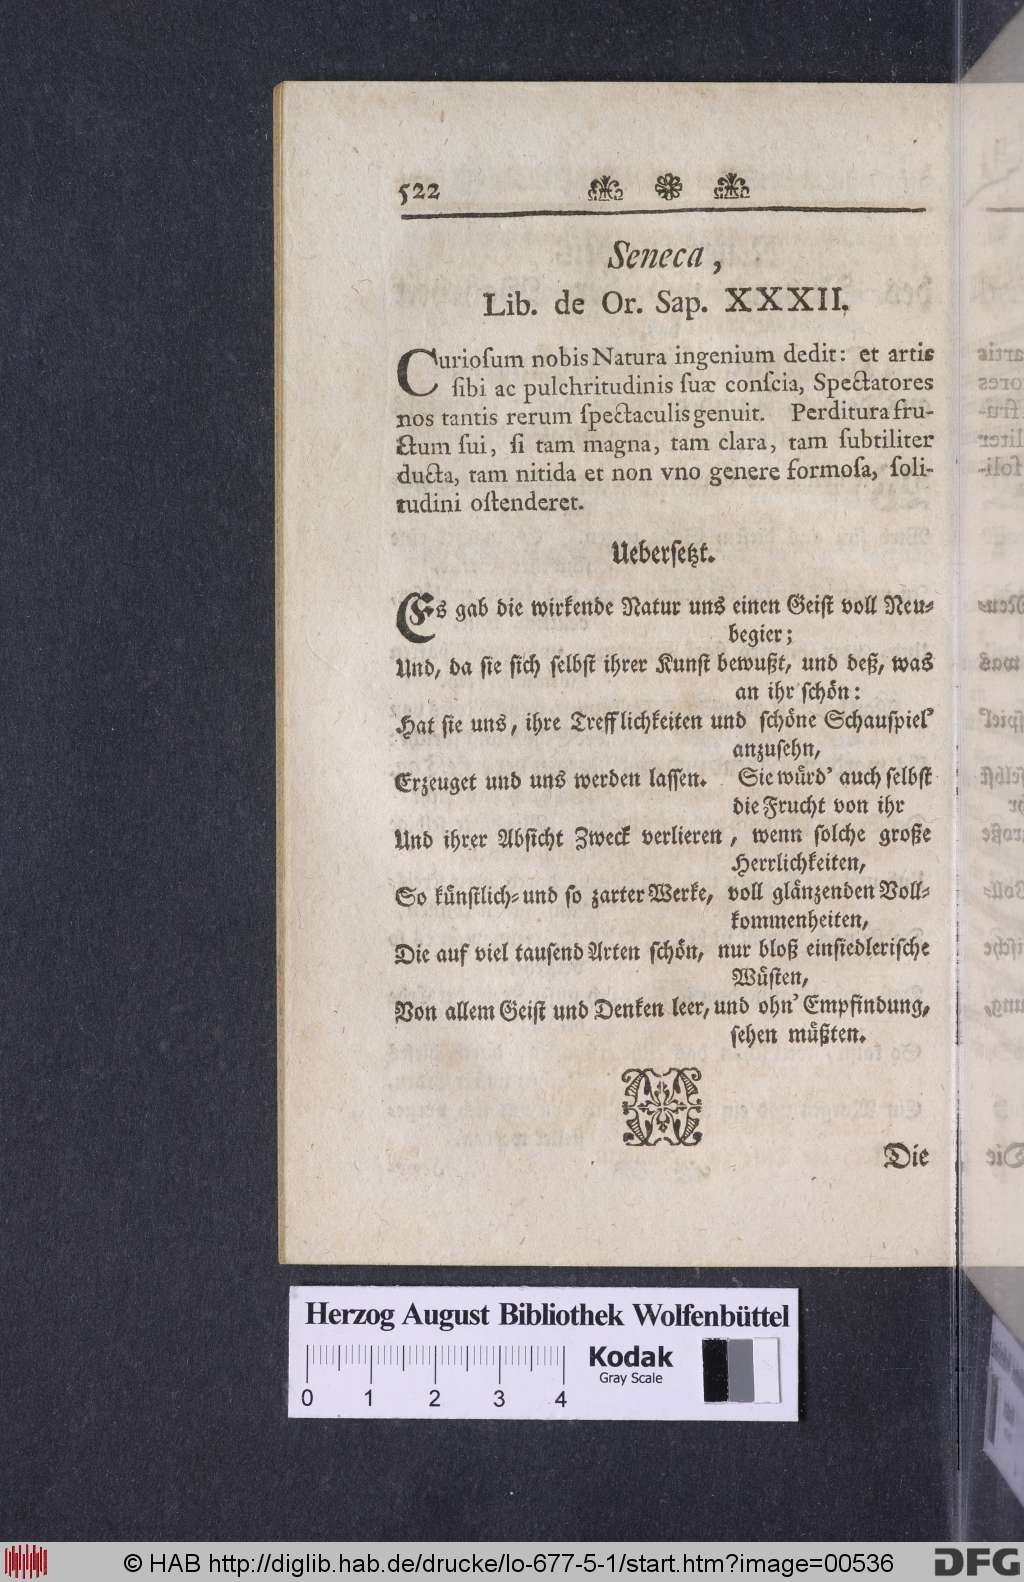 522
Seneca,
Lib. de Or. Sap. XXXII.
Curioſum nobis Natura ingenium dedit: et artis
ſibi ac pulchritudinis ſuæ conſcia, Spectatores
nos tantis rerum ſpectaculis genuit. Perditura fru-
ctum ſui, ſi tam magna, tam clara, tam ſubtiliter
ducta, tam nitida et non vno genere formoſa, ſoli-
tudini oſtenderet.
Ueberſetzt.
Es gab die wirkende Natur uns einen Geiſt voll Neu-
begier;
Und, da ſie ſich ſelbſt ihrer Kunſt bewußt, und deß, was
an ihr ſchön:
Hat ſie uns, ihre Trefflichkeiten und ſchöne Schauſpiel'
anzuſehn,
Erzeuget und uns werden laſſen. Sie würd' auch ſelbſt
die Frucht von ihr
Und ihrer Abſicht Zweck verlieren, wenn ſolche große
Herrlichkeiten,
So künſtlich- und ſo zarter Werke, voll glänzenden Voll-
kommenheiten,
Die auf viel tauſend Arten ſchön, nur bloß einſiedleriſche
Wüſten,
Von allem Geiſt und Denken leer, und ohn' Empfindung,
ſehen müßten.
Die
Herzog August Bibliothek Wolfenbüttel
Kodak
Gray Scale
0 1 2 3 4
© HAB http://diglib.hab.de/drucke/lo-677-5-1/start.htm?image=00536
DFG